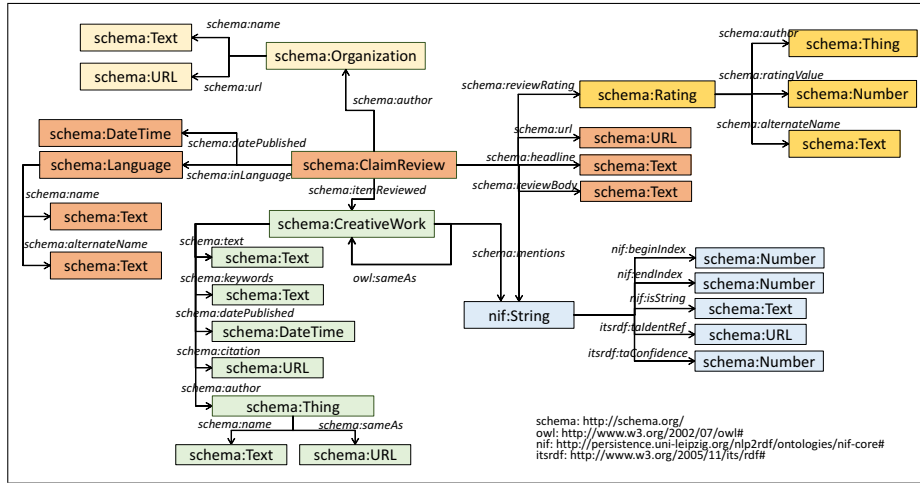 schema:name
schema:Text
schema:Organization
schema:URL
schema:url
schema:author
schema:author
schema:Thing
schema:ratingValue
schema:reviewRating
schema:Rating
schema:Number
schema:alternateName
schema:Text
schema:DateTime
schema:datePublished
schema:url
schema:URL
schema:Language
schema:inLanguage
schema:ClaimReview
schema:headline
schema:Text
schema:itemReviewed
schema:reviewBody
schema:Text
schema:name
schema:Text
schema:alternateName
schema:Text
schema:CreativeWork
schema:text
schema:Text
owl:sameAs
schema:mentions
schema:keywords
schema:Text
schema:datePublished
schema:DateTime
schema:citation
schema:URL
schema:author
schema:Thing
schema:name
schema:sameAs
schema:Text
schema:URL
nif:String
nif:beginIndex
schema:Number
nif:endIndex
schema:Number
nif:isString
schema:Text
itsrdf:taIdentRef
schema:URL
itsrdf:taConfidence
schema:Number
schema: http://schema.org/
owl: http://www.w3.org/2002/07/owl#
nif: http://persistence.uni-leipzig.org/nlp2rdf/ontologies/nif-core#
itsrdf: http://www.w3.org/2005/11/its/rdf#